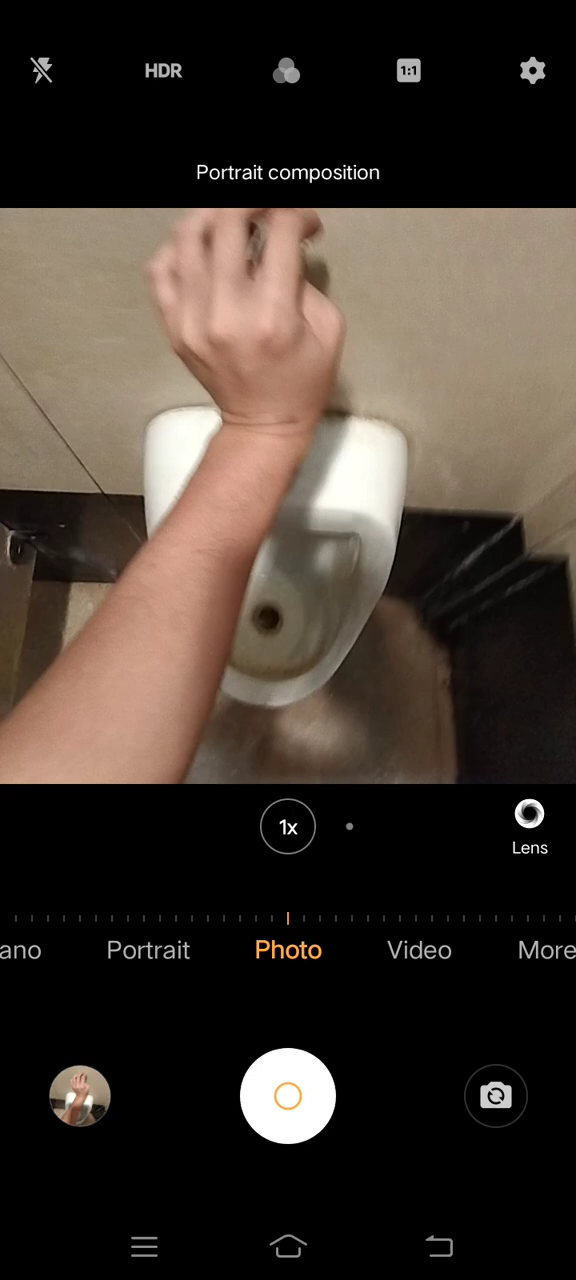 HDR
1:1
Portrait composition
1x
Lens
ano
Portrait
Photo
Video
More